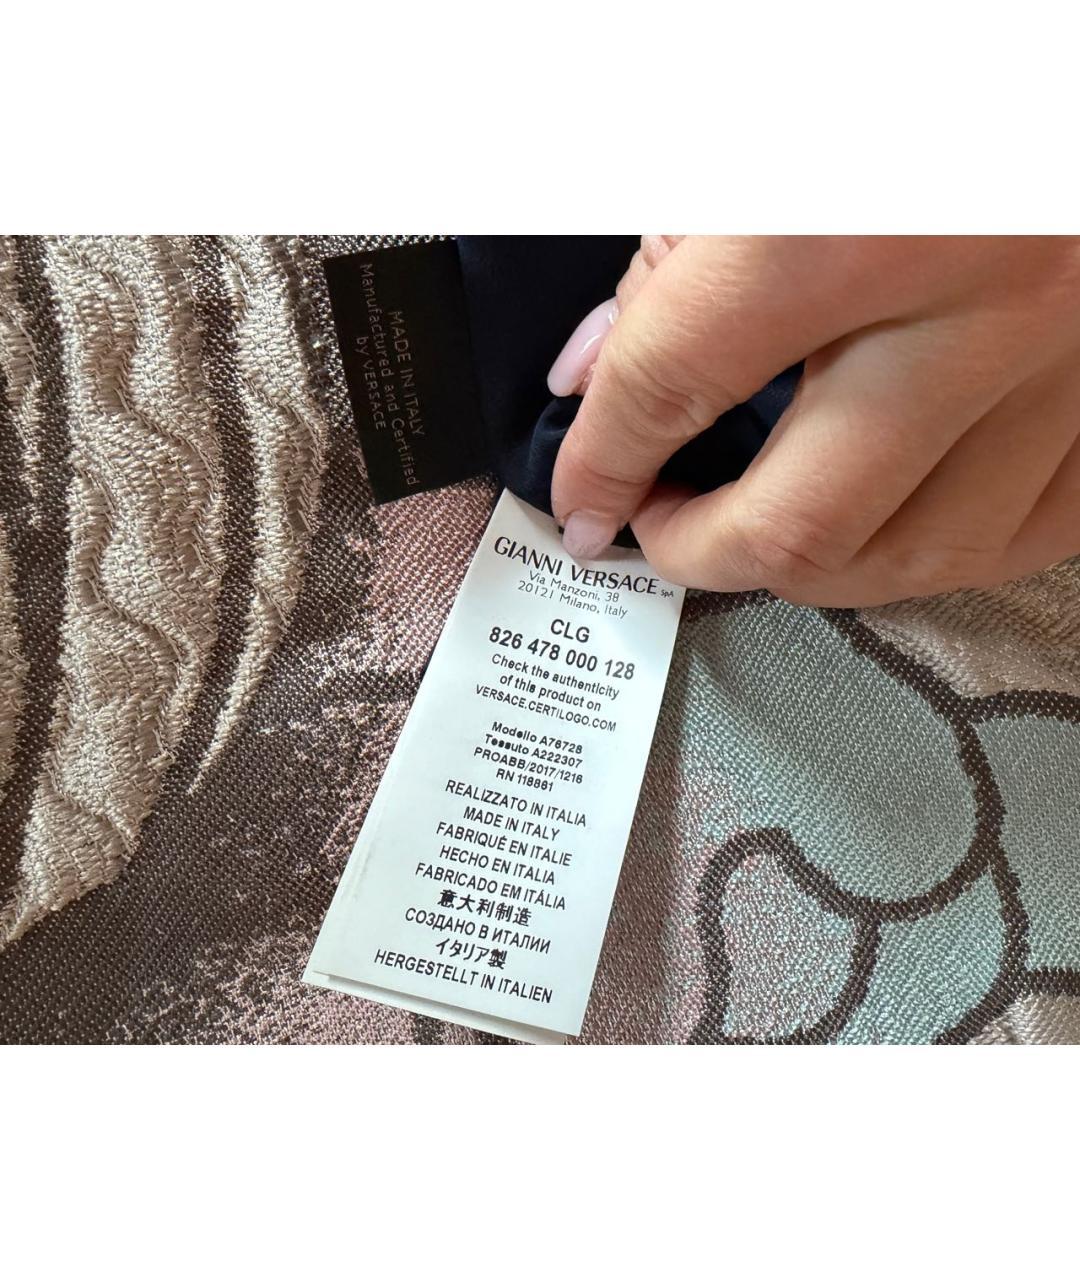 MADE IN ITALY
Manufactured and Certified
by VERSACE
GIANNI VERSACE SpA
Via Manzoni, 38
20121 Milano, Italy
CLG
826 478 000 128
Check the authenticity
of this product on
VERSACE.CERTILOGO.COM
Modello A76728
Tessuto A222307
PROABB/2017/1216
RN 118861
REALIZZATO IN ITALIA
MADE IN ITALY
FABRIQUÉ EN ITALIE
HECHO EN ITALIA
FABRICADO EM ITÁLIA
意大利制造
СОЗДАНО В ИТАЛИИ
イタリア製
HERGESTELLT IN ITALIEN